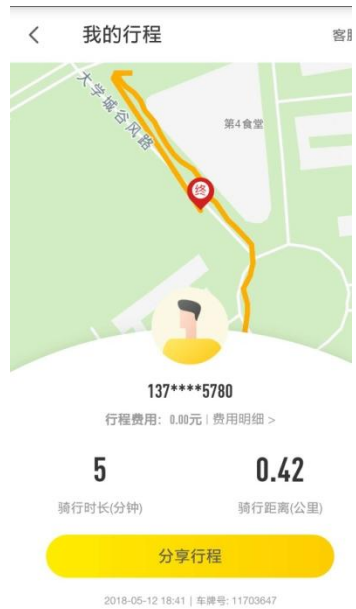 我的行程
客服
大学城谷风路
第4食堂
终
137****5780
行程费用: 0.00元 | 费用明细 >
5
0.42
骑行时长(分钟)
骑行距离(公里)
分享行程
2018-05-12 18:41 | 车牌号: 11703647